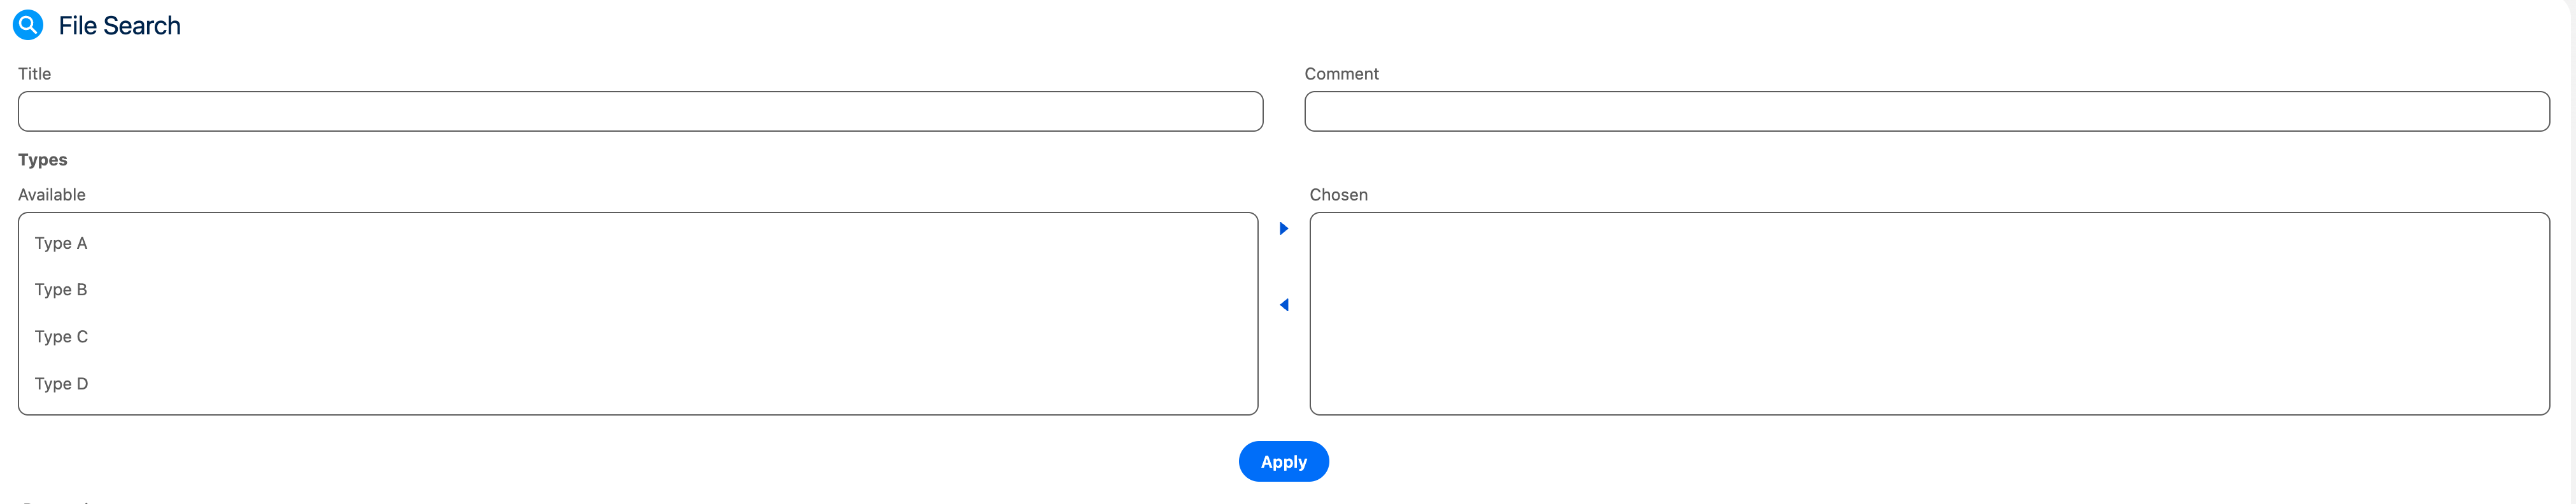 File Search
Title
Comment
Types
Available
Chosen
Type A
Type B
Type C
Type D
Apply